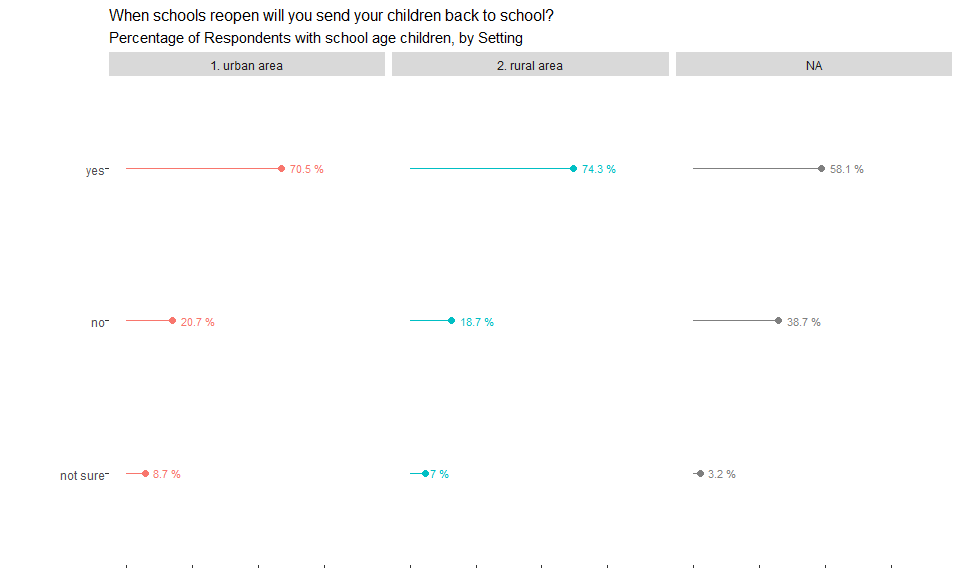 When schools reopen will you send your children back to school?
Percentage of Respondents with school age children, by Setting
1. urban area
2. rural area
NA
yes
70.5 %
74.3 %
58.1 %
no
20.7 %
18.7 %
38.7 %
not sure
8.7 %
7 %
3.2 %